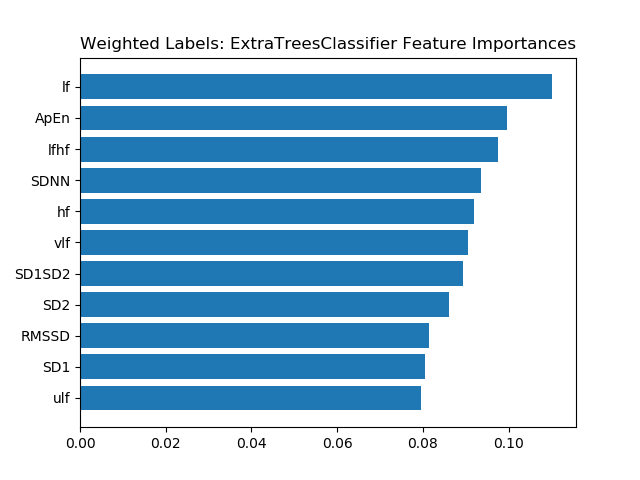 Weighted Labels: ExtraTreesClassifier Feature Importances
lf
ApEn
lfhf
SDNN
hf
vlf
SD1SD2
SD2
RMSSD
SD1
ulf
0.00 0.02 0.04 0.06 0.08 0.10